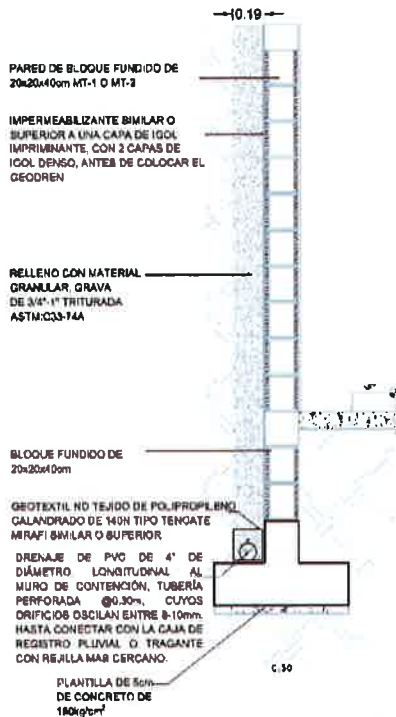 0.19
PARED DE BLOQUE FUNDIDO DE
20x20x40cm MT-1 O MT-2
IMPERMEABILIZANTE SIMILAR O
SUPERIOR A UNA CAPA DE IGOL
IMPRIMANTE, CON 2 CAPAS DE
IGOL DENSO, ANTES DE COLOCAR EL
GEODREN
RELLENO CON MATERIAL
GRANULAR, GRAVA
DE 3/4"-1" TRITURADA
ASTM:C33-74A
BLOQUE FUNDIDO DE
20x20x40cm
GEOTEXTIL NO TEJIDO DE POLIPROPILENO
CALANDRADO DE 140N TIPO TENCATE
MIRAFI SIMILAR O SUPERIOR
DRENAJE DE PVC DE 4" DE
DIÁMETRO LONGITUDINAL AL
MURO DE CONTENCIÓN, TUBERÍA
PERFORADA @0.30m, CUYOS
ORIFICIOS OSCILAN ENTRE 8-10mm.
HASTA CONECTAR CON LA CAJA DE
REGISTRO PLUVIAL O TRAGANTE
CON REJILLA MAS CERCANO.
PLANTILLA DE 5cm
DE CONCRETO DE
180kg/cm²